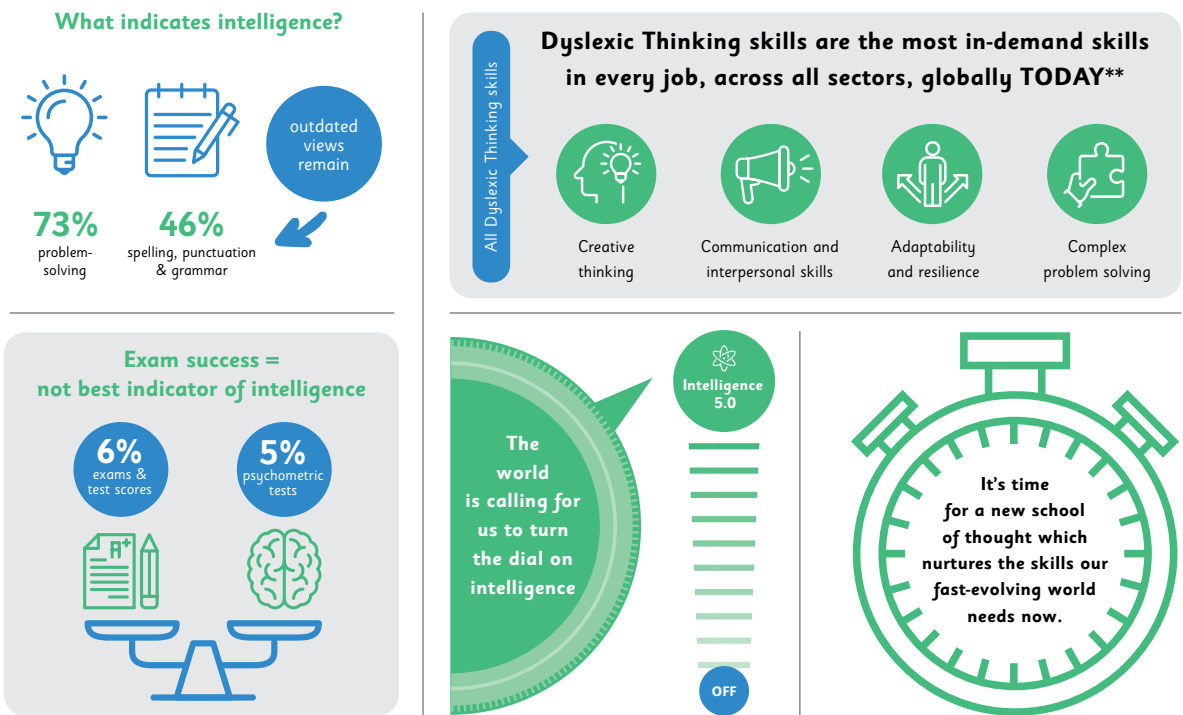 What indicates intelligence?
outdated
views
remain
73%
problem-
solving
46%
spelling, punctuation
& grammar
All Dyslexic Thinking skills
Dyslexic Thinking skills are the most in-demand skills
in every job, across all sectors, globally TODAY**
Creative
thinking
Communication and
interpersonal skills
Adaptability
and resilience
Complex
problem solving
Exam success =
not best indicator of intelligence
6%
exams &
test scores
5%
psychometric
tests
A+
The
world
is calling for
us to turn
the dial on
intelligence
Intelligence
5.0
OFF
It's time
for a new school
of thought which
nurtures the skills our
fast-evolving world
needs now.